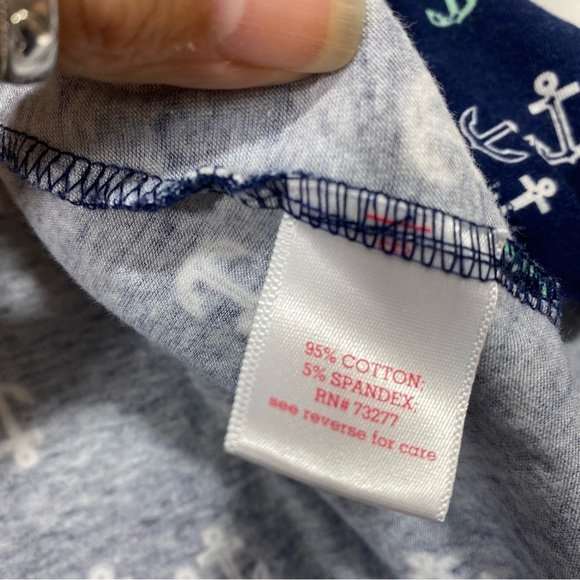 95% COTTON;
5% SPANDEX;
RN# 73277
see reverse for care